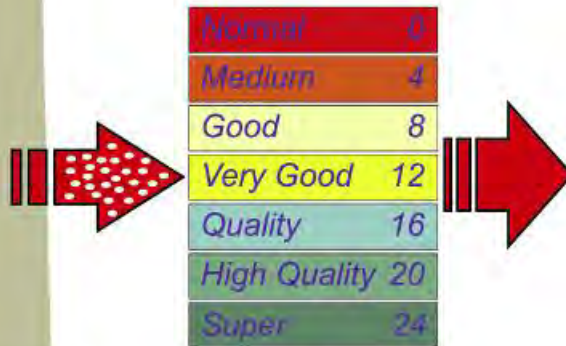 Normal 0
Medium 4
Good 8
Very Good 12
Quality 16
High Quality 20
Super 24